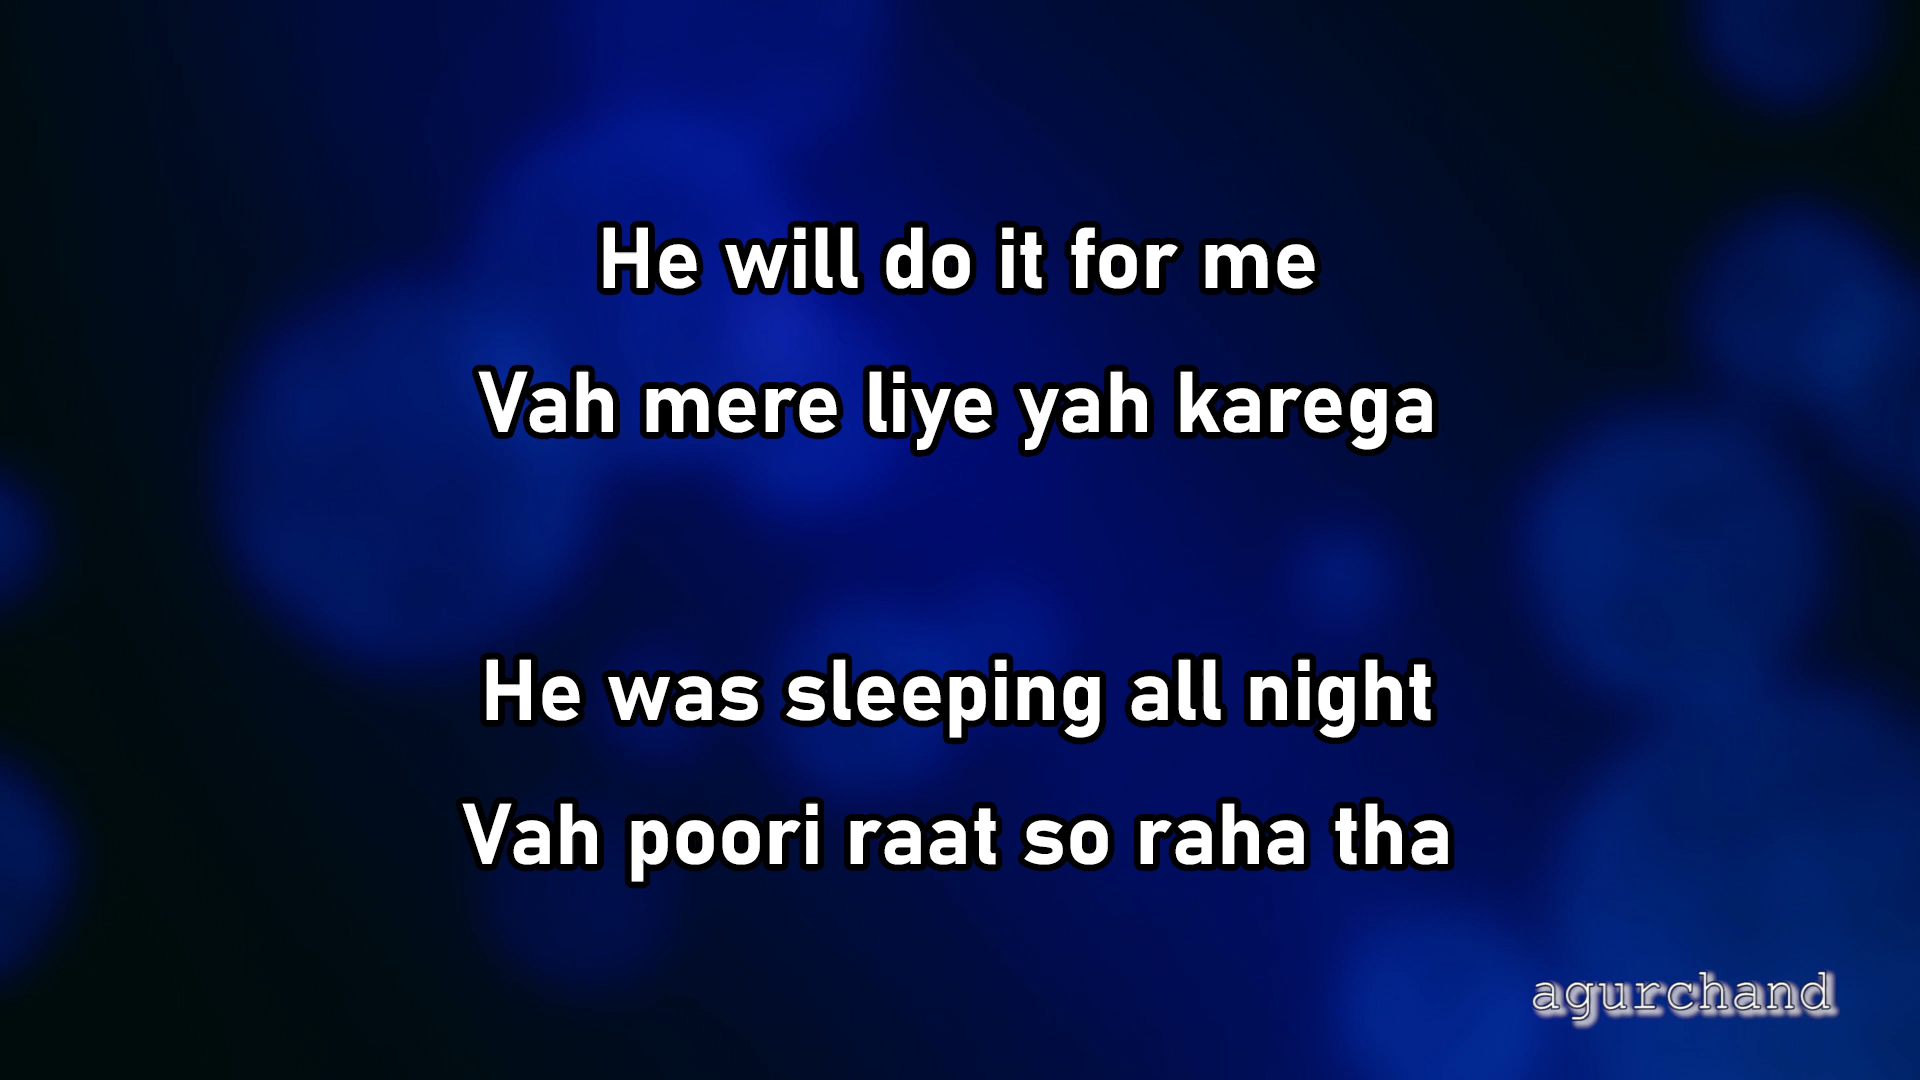 He will do it for me
Vah mere liye yah karega
He was sleeping all night
Vah poori raat so raha tha
agurchand